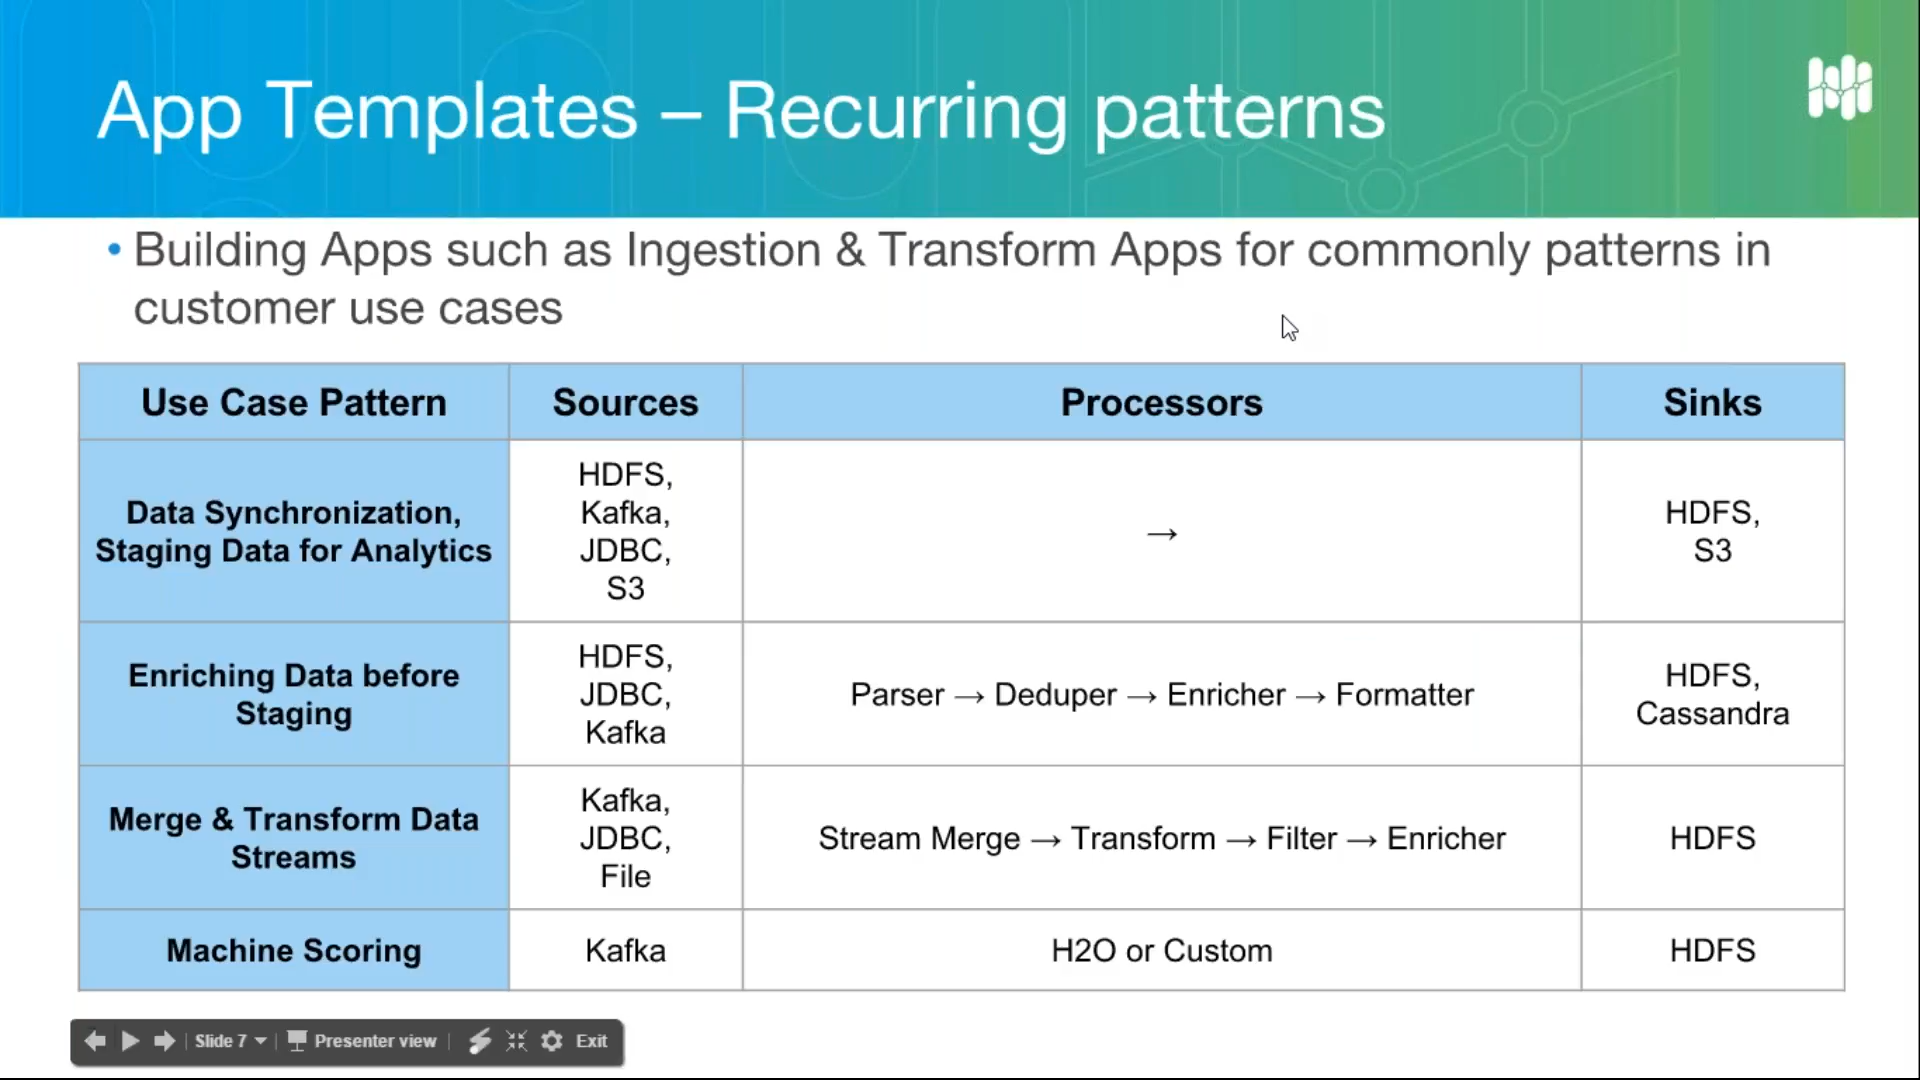 App Templates – Recurring patterns
• Building Apps such as Ingestion & Transform Apps for commonly patterns in
customer use cases
Use Case Pattern Sources Processors Sinks
Data Synchronization,
Staging Data for Analytics
HDFS,
Kafka,
JDBC,
S3
→
HDFS,
S3
Enriching Data before
Staging
HDFS,
JDBC,
Kafka
Parser → Deduper → Enricher → Formatter
HDFS,
Cassandra
Merge & Transform Data
Streams
Kafka,
JDBC,
File
Stream Merge → Transform → Filter → Enricher
HDFS
Machine Scoring Kafka H2O or Custom HDFS
Slide 7 Presenter view Exit